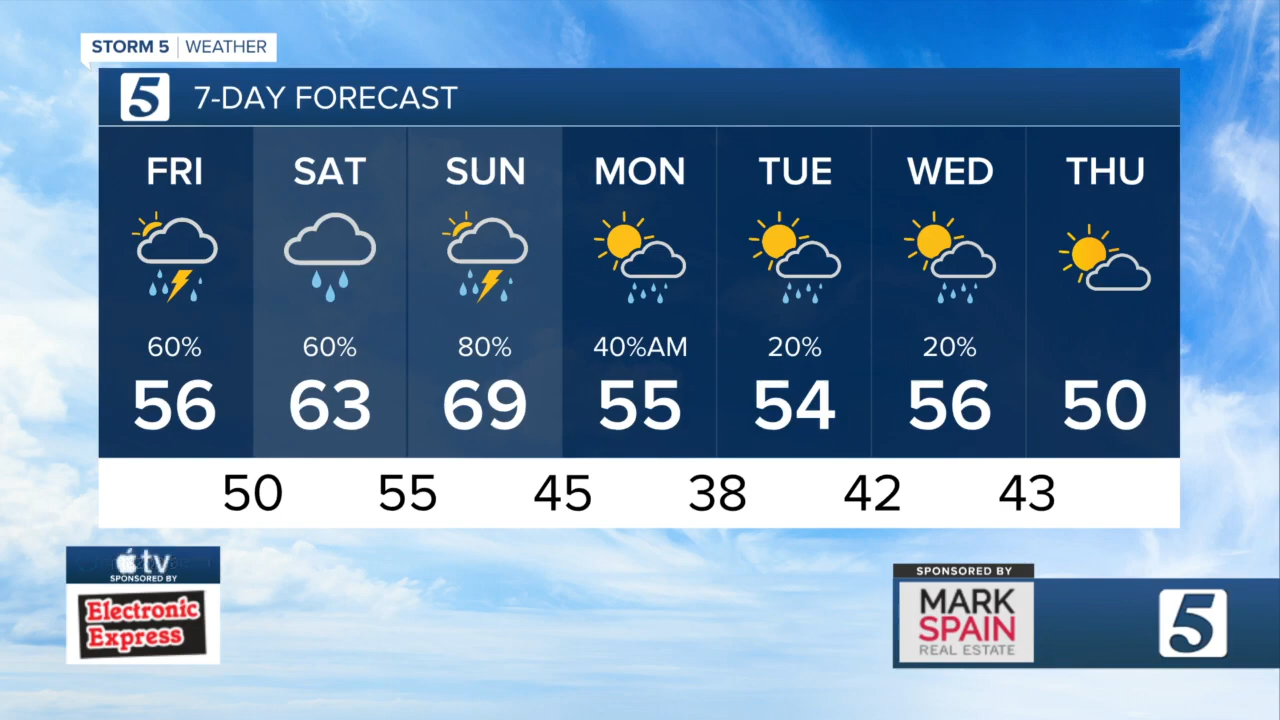 STORM 5 | WEATHER
5 7-DAY FORECAST
FRI SAT SUN MON TUE WED THU
60% 60% 80% 40%AM 20% 20%
56 63 69 55 54 56 50
50 55 45 38 42 43
tv
SPONSORED BY
Electronic
Express
SPONSORED BY
MARK
SPAIN
REAL ESTATE
5